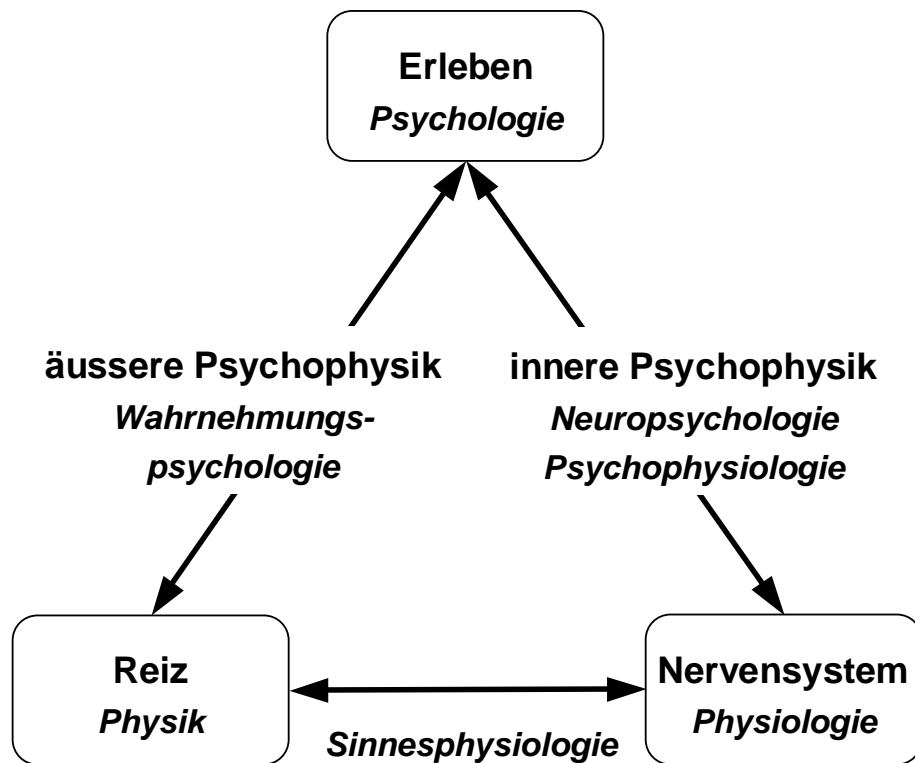 Erleben
Psychologie
äussere Psychophysik
Wahrnehmungs-
psychologie
innere Psychophysik
Neuropsychologie
Psychophysiologie
Reiz
Physik
Sinnesphysiologie
Nervensystem
Physiologie